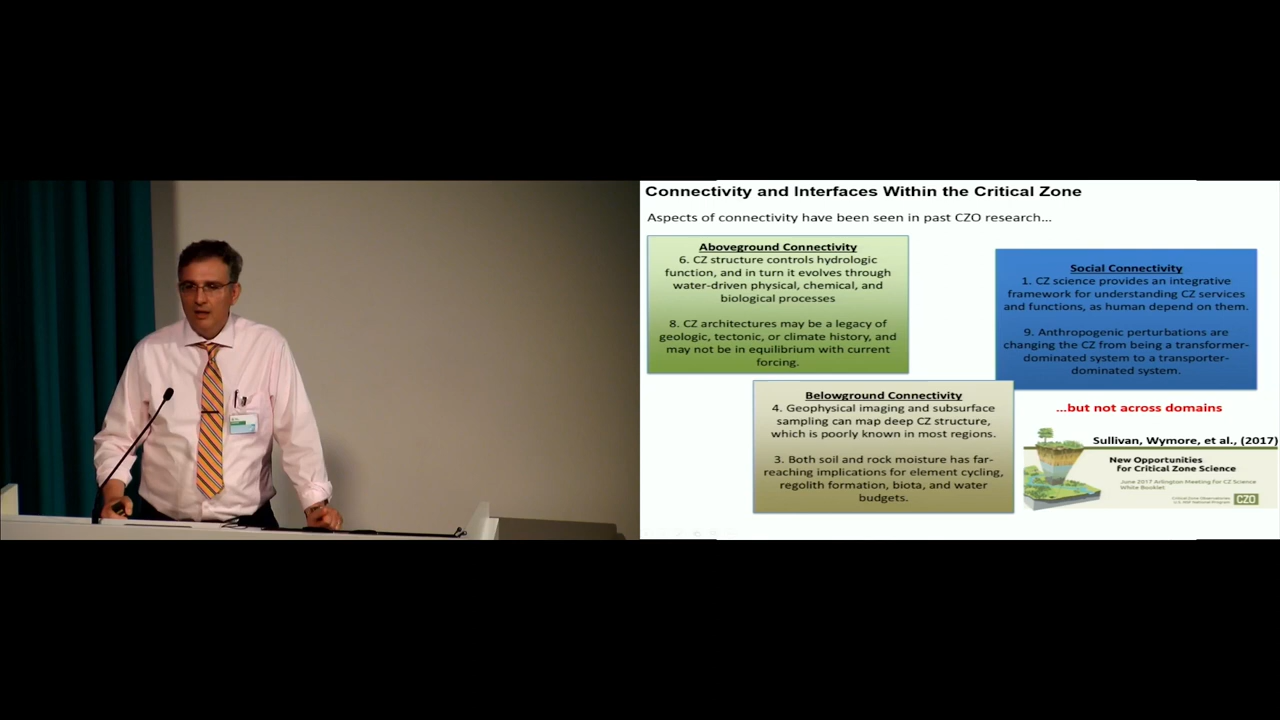 Connectivity and Interfaces Within the Critical Zone
Aspects of connectivity have been seen in past CZO research...
Aboveground Connectivity
6. CZ structure controls hydrologic
function, and in turn it evolves through
water-driven physical, chemical, and
biological processes
8. CZ architectures may be a legacy of
geologic, tectonic, or climate history, and
may not be in equilibrium with current
forcing.
Social Connectivity
1. CZ science provides an integrative
framework for understanding CZ services
and functions, as human depend on them.
9. Anthropogenic perturbations are
changing the CZ from being a transformer-
dominated system to a transporter-
dominated system.
Belowground Connectivity
4. Geophysical imaging and subsurface
sampling can map deep CZ structure,
which is poorly known in most regions.
3. Both soil and rock moisture has far-
reaching implications for element cycling,
regolith formation, biota, and water
budgets.
...but not across domains
Sullivan, Wymore, et al., (2017)
New Opportunities
for Critical Zone Science
June 2017 Arlington Meeting for CZ Science
White Booklet
Critical Zone Observatories
U.S. NSF National Program
CZO